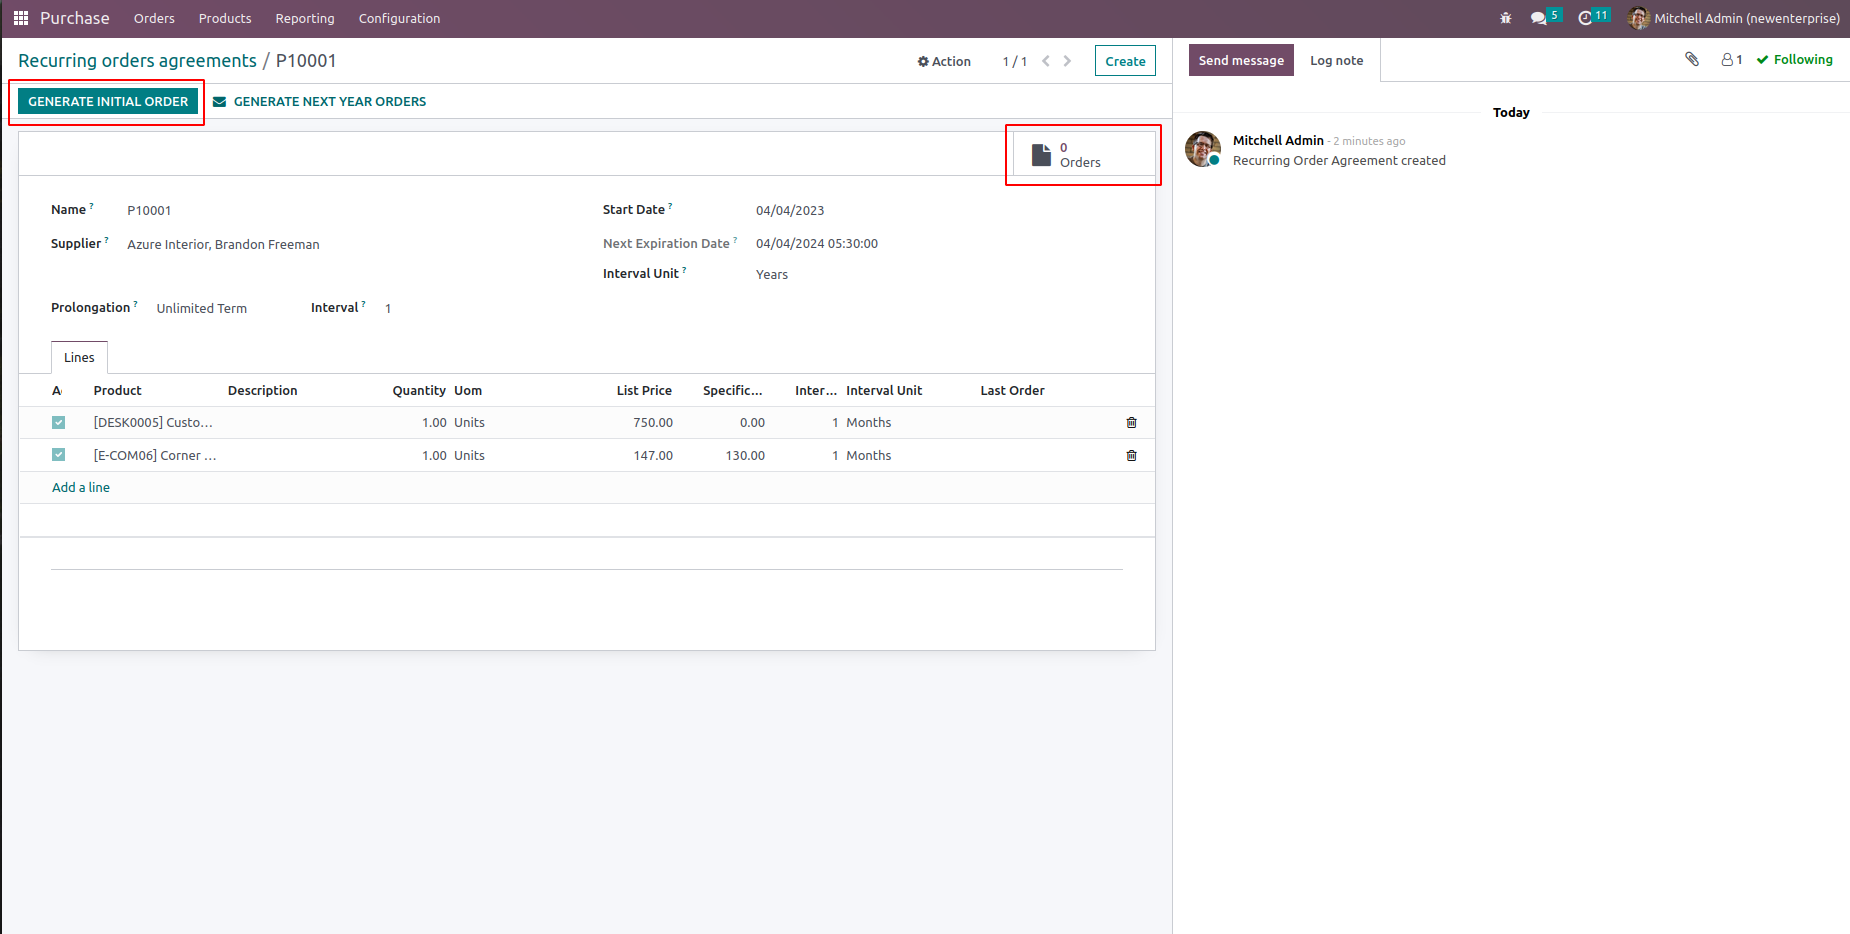 Purchase Orders Products Reporting Configuration 5 11 Mitchell Admin (newenterprise)
Recurring orders agreements / P10001 Action 1 / 1 Create
Send message Log note 1 Following
GENERATE INITIAL ORDER GENERATE NEXT YEAR ORDERS
0
Orders
Today
Mitchell Admin - 2 minutes ago
Recurring Order Agreement created
Name ? P10001 Start Date ? 04/04/2023
Supplier ? Azure Interior, Brandon Freeman Next Expiration Date ? 04/04/2024 05:30:00
Interval Unit ? Years
Prolongation ? Unlimited Term Interval ? 1
Lines
A Product Description Quantity Uom List Price Specific... Inter... Interval Unit Last Order
[DESK0005] Custo... 1.00 Units 750.00 0.00 1 Months
[E-COM06] Corner ... 1.00 Units 147.00 130.00 1 Months
Add a line